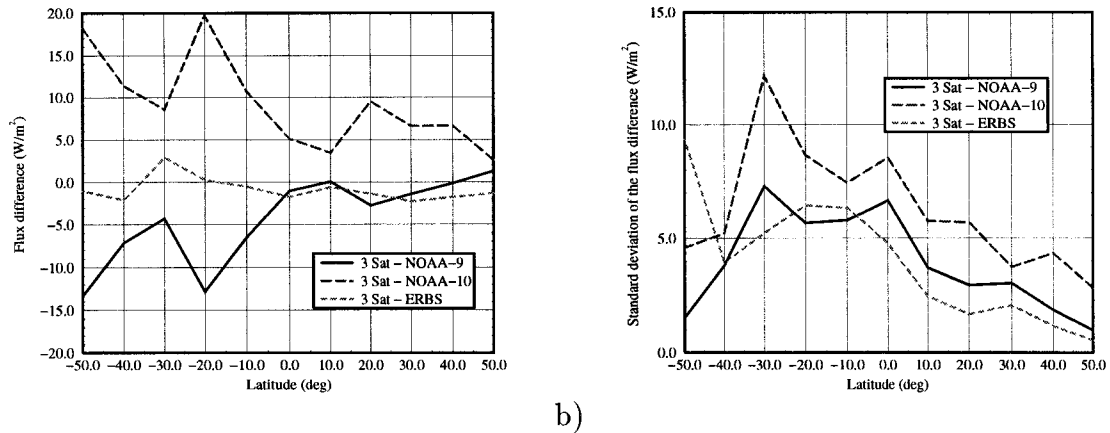 20.0
15.0
10.0
5.0
0.0
−5.0
−10.0
−15.0
−20.0
Flux difference (W/m²)
3 Sat − NOAA−9
3 Sat − NOAA−10
3 Sat − ERBS
−50.0 −40.0 −30.0 −20.0 −10.0 0.0 10.0 20.0 30.0 40.0 50.0
Latitude (deg)
15.0
10.0
5.0
0.0
Standard deviation of the flux difference (W/m²)
3 Sat − NOAA−9
3 Sat − NOAA−10
3 Sat − ERBS
−50.0 −40.0 −30.0 −20.0 −10.0 0.0 10.0 20.0 30.0 40.0 50.0
Latitude (deg)
b)